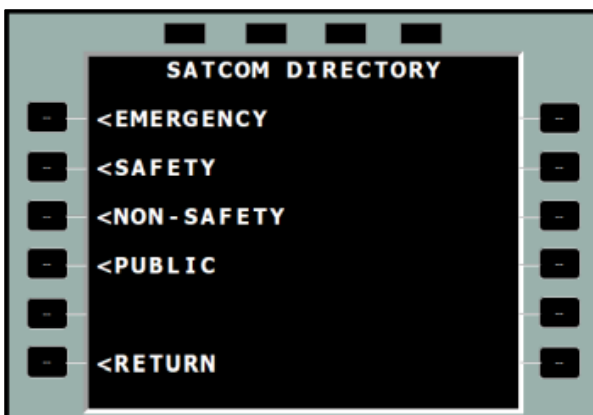 SATCOM DIRECTORY
<EMERGENCY
<SAFETY
<NON-SAFETY
<PUBLIC
<RETURN